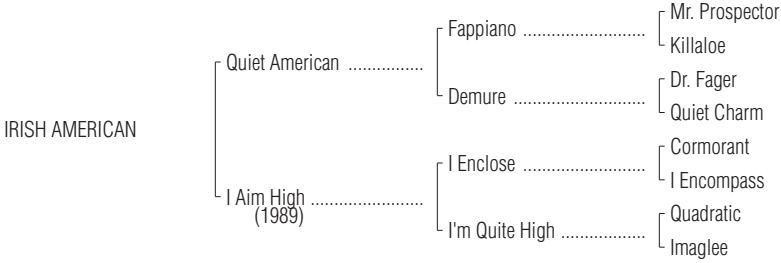 Mr. Prospector
Fappiano ..........................
Killaloe
Quiet American ................
Dr. Fager
Demure ............................
Quiet Charm
IRISH AMERICAN
Cormorant
I Enclose ..........................
I Encompass
I Aim High ........................
(1989)
Quadratic
I'm Quite High ..................
Imaglee